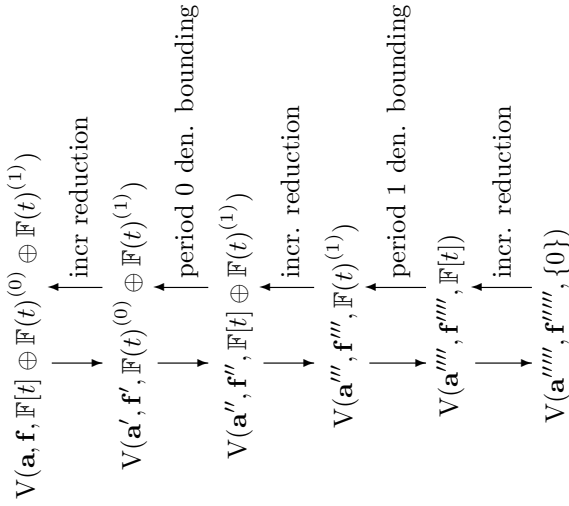 V(a, f, 𝔽[t] ⊕ 𝔽(t)^{(0)} ⊕ 𝔽(t)^{(1)})
incr reduction
V(a′, f′, 𝔽(t)^{(0)} ⊕ 𝔽(t)^{(1)})
period 0 den. bounding
V(a″, f″, 𝔽[t] ⊕ 𝔽(t)^{(1)})
incr. reduction
V(a‴, f‴, 𝔽(t)^{(1)})
period 1 den. bounding
V(a⁗, f⁗, 𝔽[t])
incr. reduction
V(a′′′′′, f′′′′′, {0})